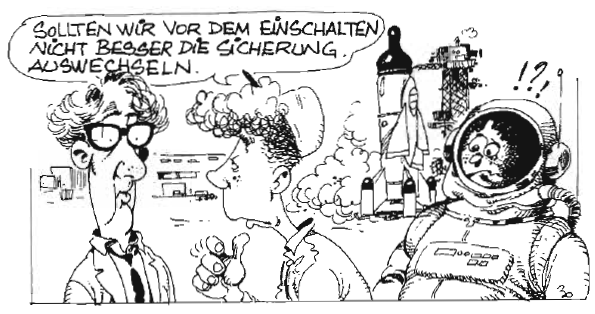 SOLLTEN WIR VOR DEM EINSCHALTEN
NICHT BESSER DIE SICHERUNG.
AUSWECHSELN.
!?!